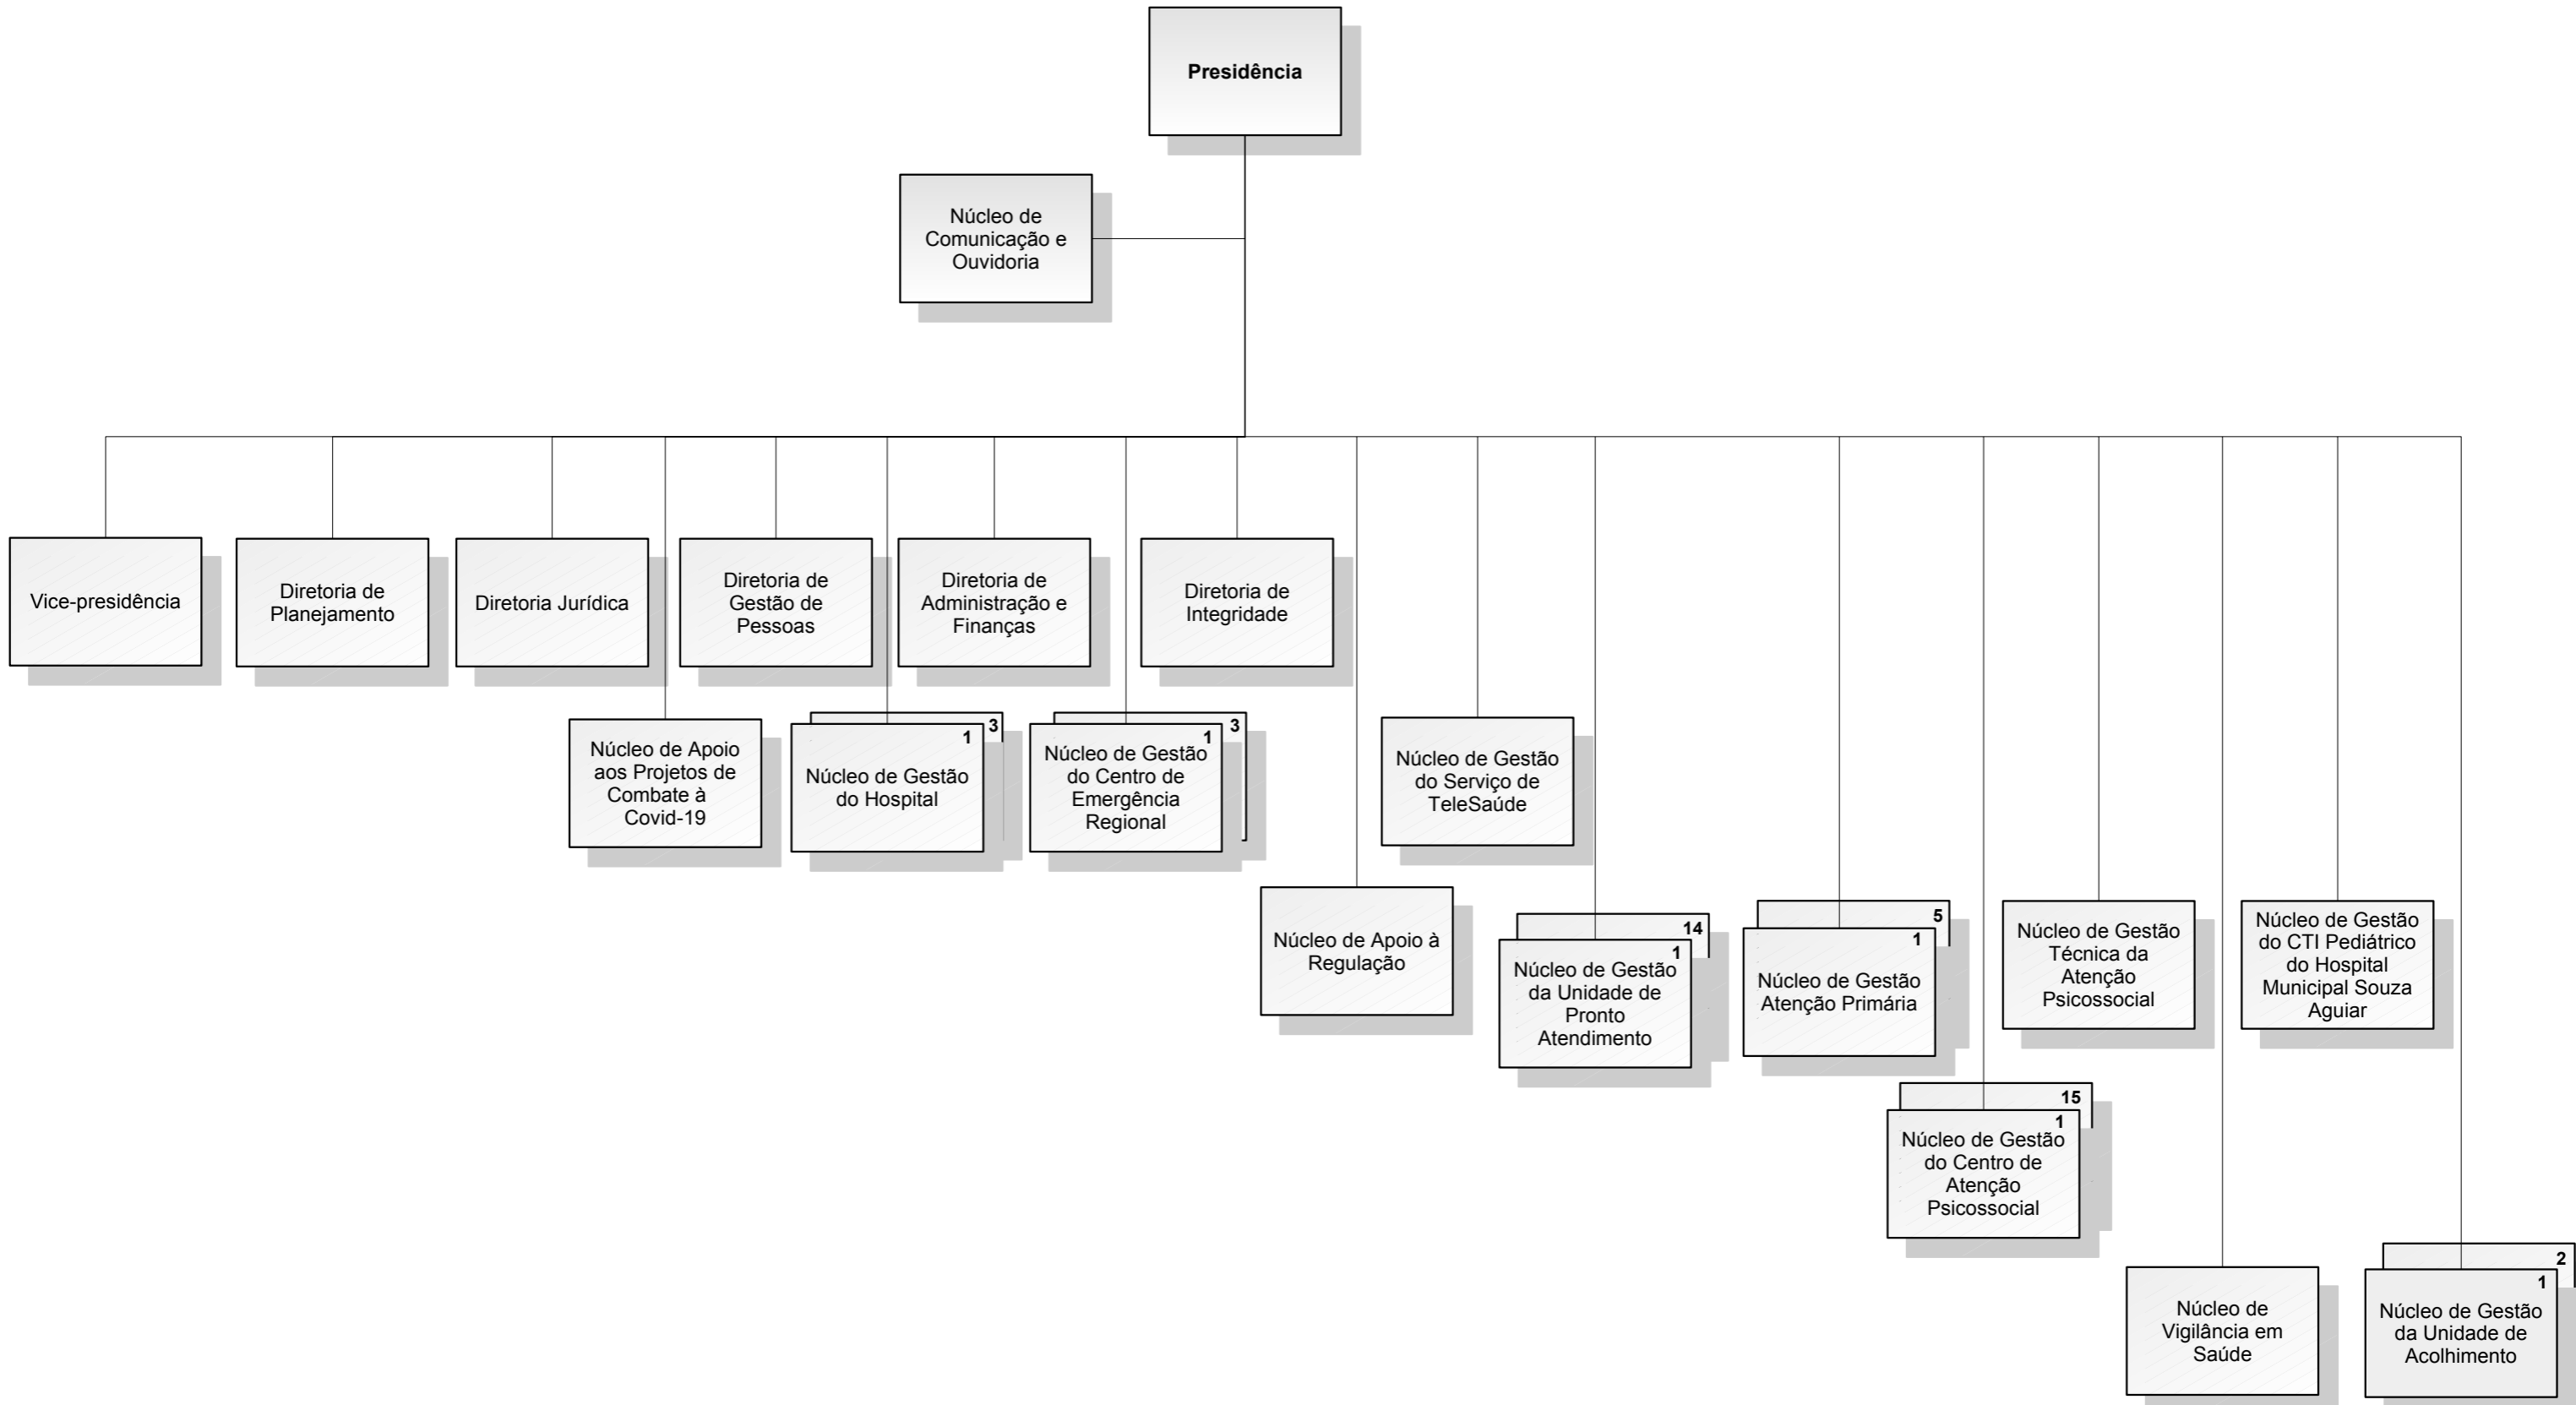 Presidência
Núcleo de
Comunicação e
Ouvidoria
Vice-presidência
Diretoria de
Planejamento
Diretoria Jurídica
Diretoria de
Gestão de
Pessoas
Diretoria de
Administração e
Finanças
Diretoria de
Integridade
Núcleo de Apoio
aos Projetos de
Combate à
Covid-19
3
1
Núcleo de Gestão
do Hospital
3
1
Núcleo de Gestão
do Centro de
Emergência
Regional
Núcleo de Gestão
do Serviço de
TeleSaúde
Núcleo de Apoio à
Regulação
14
1
Núcleo de Gestão
da Unidade de
Pronto
Atendimento
5
1
Núcleo de Gestão
Atenção Primária
Núcleo de Gestão
Técnica da
Atenção
Psicossocial
Núcleo de Gestão
do CTI Pediátrico
do Hospital
Municipal Souza
Aguiar
15
1
Núcleo de Gestão
do Centro de
Atenção
Psicossocial
Núcleo de
Vigilância em
Saúde
2
1
Núcleo de Gestão
da Unidade de
Acolhimento